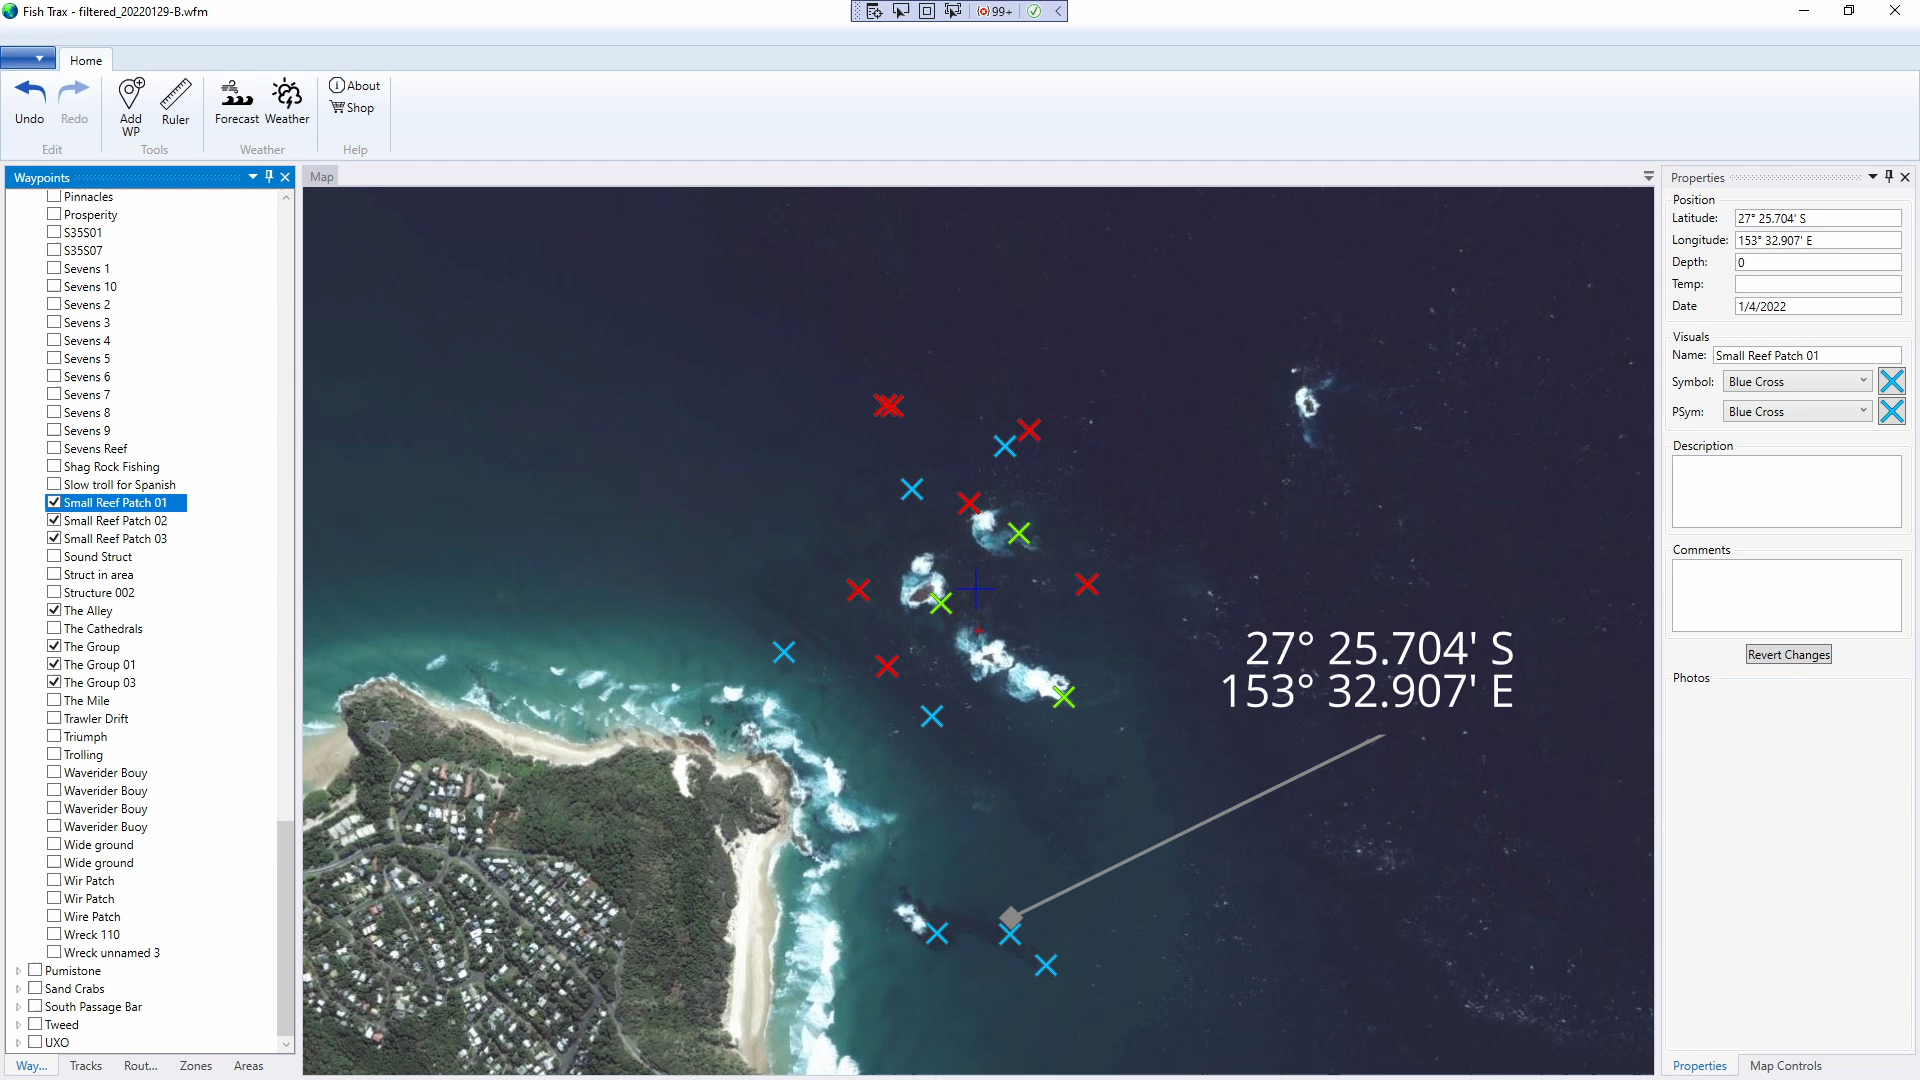 Fish Trax - filtered_20220129-B.wfm
99+
Home
Undo
Redo
Add
WP
Ruler
Forecast
Weather
About
Shop
Edit
Tools
Weather
Help
Waypoints
Pinnacles
Prosperity
S35S01
S35S07
Sevens 1
Sevens 10
Sevens 2
Sevens 3
Sevens 4
Sevens 5
Sevens 6
Sevens 7
Sevens 8
Sevens 9
Sevens Reef
Shag Rock Fishing
Slow troll for Spanish
Small Reef Patch 01
Small Reef Patch 02
Small Reef Patch 03
Sound Struct
Struct in area
Structure 002
The Alley
The Cathedrals
The Group
The Group 01
The Group 03
The Mile
Trawler Drift
Triumph
Trolling
Waverider Bouy
Waverider Bouy
Waverider Bouy
Waverider Buoy
Wide ground
Wide ground
Wir Patch
Wir Patch
Wire Patch
Wreck 110
Wreck unnamed 3
Pumistone
Sand Crabs
South Passage Bar
Tweed
UXO
Way... Tracks Rout... Zones Areas
Map
27° 25.704' S
153° 32.907' E
Properties
Position
Latitude: 27° 25.704' S
Longitude: 153° 32.907' E
Depth: 0
Temp:
Date 1/4/2022
Visuals
Name: Small Reef Patch 01
Symbol: Blue Cross
PSym: Blue Cross
Description
Comments
Revert Changes
Photos
Properties Map Controls